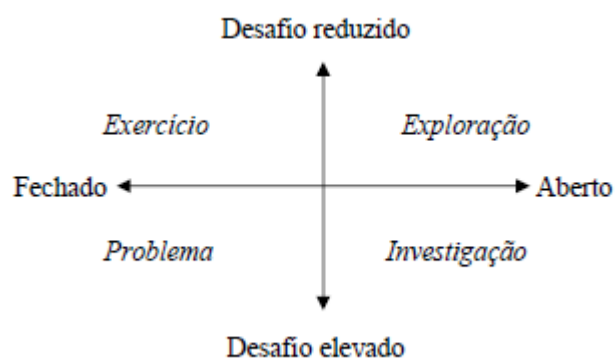 Desafio reduzido
Exercício Exploração
Fechado Aberto
Problema Investigação
Desafio elevado